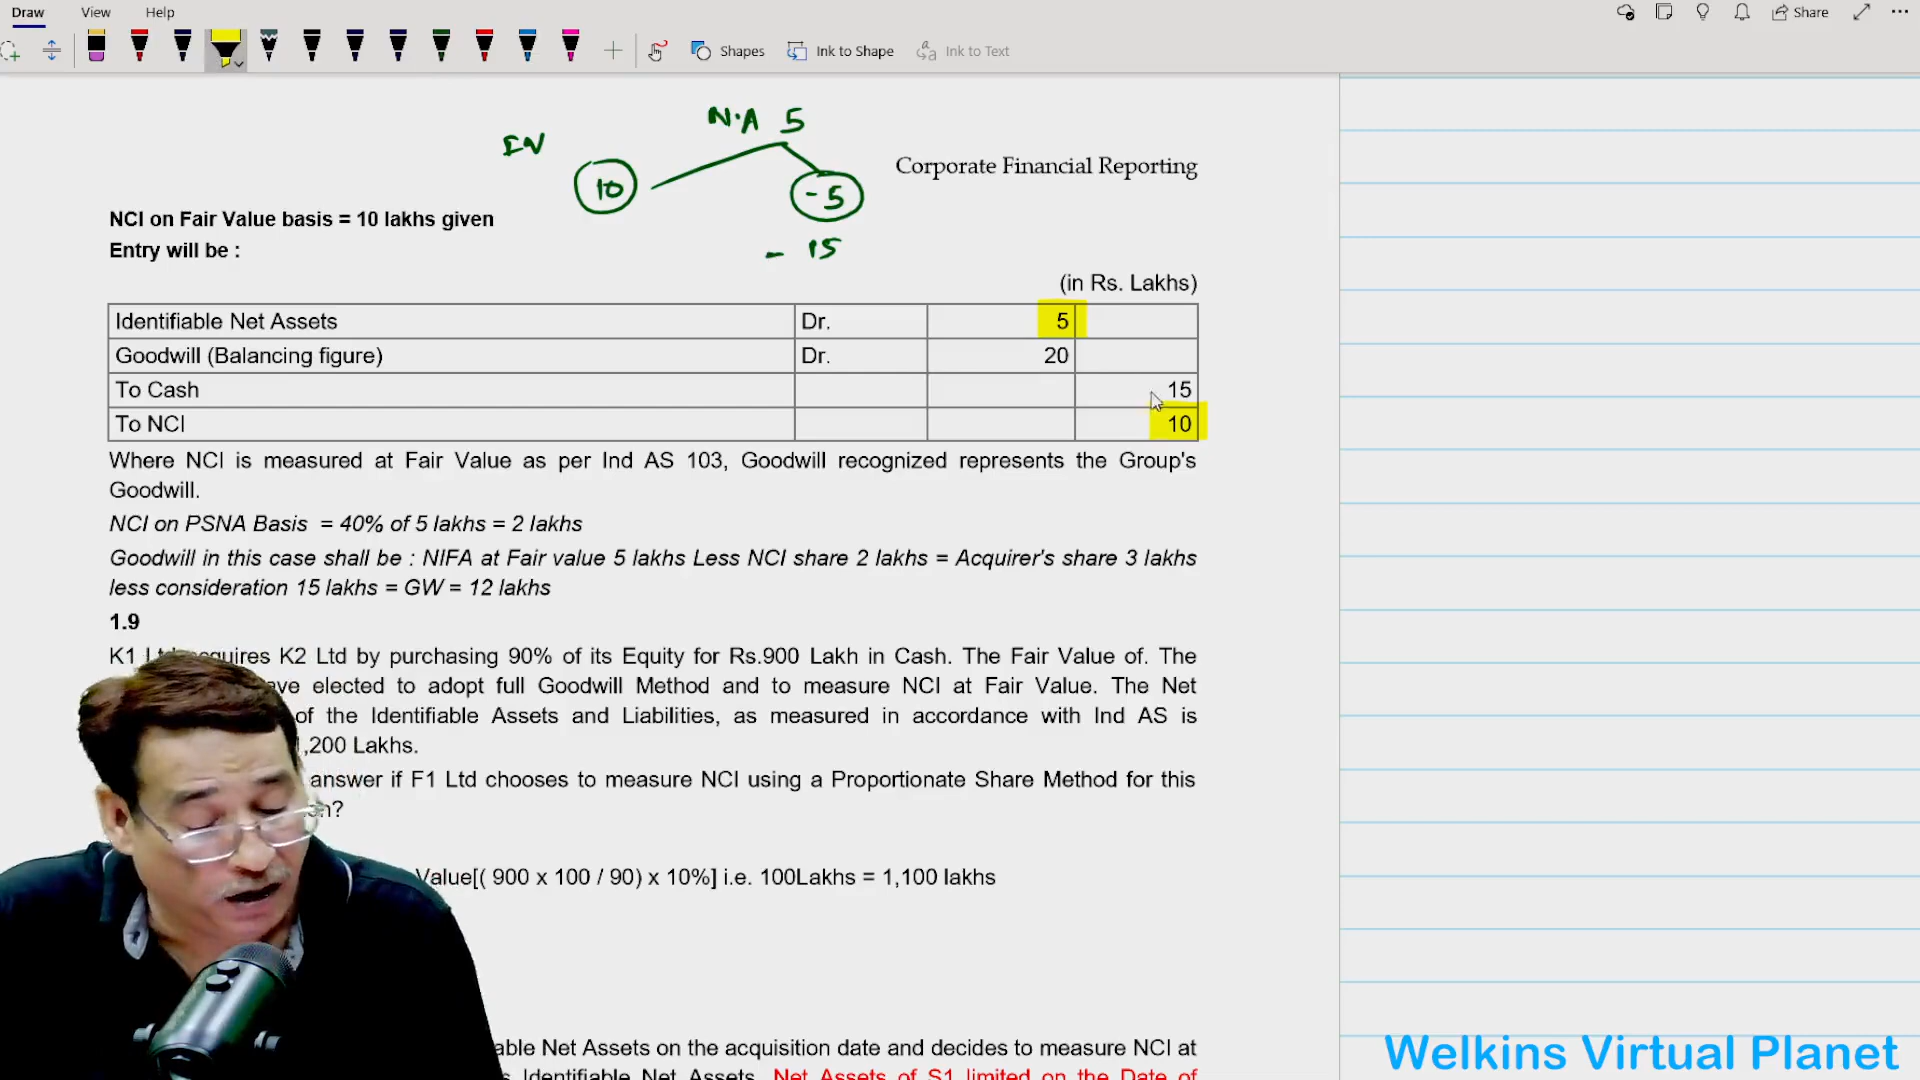 Draw View Help Share
Shapes Ink to Shape Ink to Text
N·A 5
10
-5
- 15
Corporate Financial Reporting
NCI on Fair Value basis = 10 lakhs given
Entry will be :
(in Rs. Lakhs)
Identifiable Net Assets Dr. 5
Goodwill (Balancing figure) Dr. 20
To Cash 15
To NCI 10
Where NCI is measured at Fair Value as per Ind AS 103, Goodwill recognized represents the Group's
Goodwill.
NCI on PSNA Basis = 40% of 5 lakhs = 2 lakhs
Goodwill in this case shall be : NIFA at Fair value 5 lakhs Less NCI share 2 lakhs = Acquirer's share 3 lakhs
less consideration 15 lakhs = GW = 12 lakhs
1.9
K1 Ltd acquires K2 Ltd by purchasing 90% of its Equity for Rs.900 Lakh in Cash. The Fair Value of. The
elected to adopt full Goodwill Method and to measure NCI at Fair Value. The Net
of the Identifiable Assets and Liabilities, as measured in accordance with Ind AS is
,200 Lakhs.
answer if F1 Ltd chooses to measure NCI using a Proportionate Share Method for this
Value[( 900 x 100 / 90) x 10%] i.e. 100Lakhs = 1,100 lakhs
Net Assets on the acquisition date and decides to measure NCI at
Identifiable Net Assets. Net Assets of S1 limited on the Date of
Welkins Virtual Planet